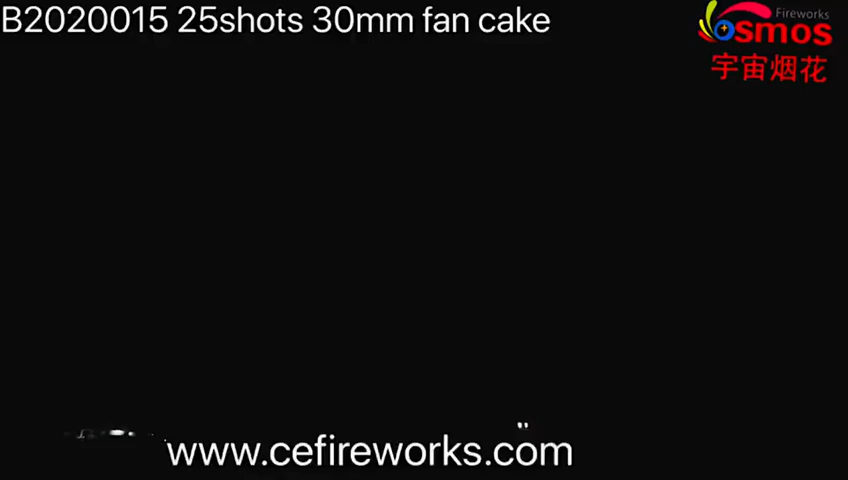 B2020015 25shots 30mm fan cake
Fireworks
osmos
宇宙烟花
www.cefireworks.com